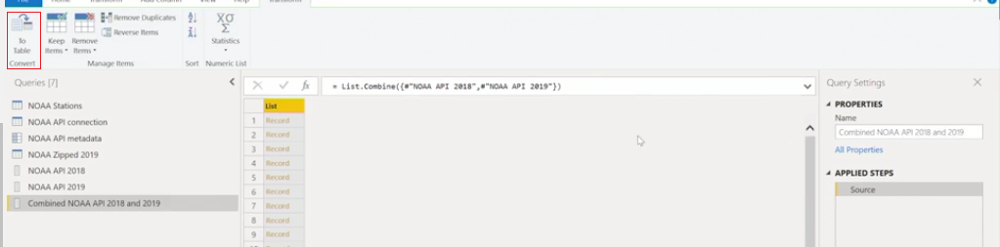 File Home Transform Add Column View Help Transform
To Table
Convert
Keep Items
Remove Items
Remove Duplicates
Reverse Items
Manage Items
Sort
Statistics
Numeric List
Queries [7]
NOAA Stations
NOAA API connection
NOAA API metadata
NOAA Zipped 2019
NOAA API 2018
NOAA API 2019
Combined NOAA API 2018 and 2019
fx = List.Combine({#"NOAA API 2018",#"NOAA API 2019"})
List
1 Record
2 Record
3 Record
4 Record
5 Record
6 Record
7 Record
8 Record
9 Record
Query Settings
PROPERTIES
Name
Combined NOAA API 2018 and 2019
All Properties
APPLIED STEPS
Source